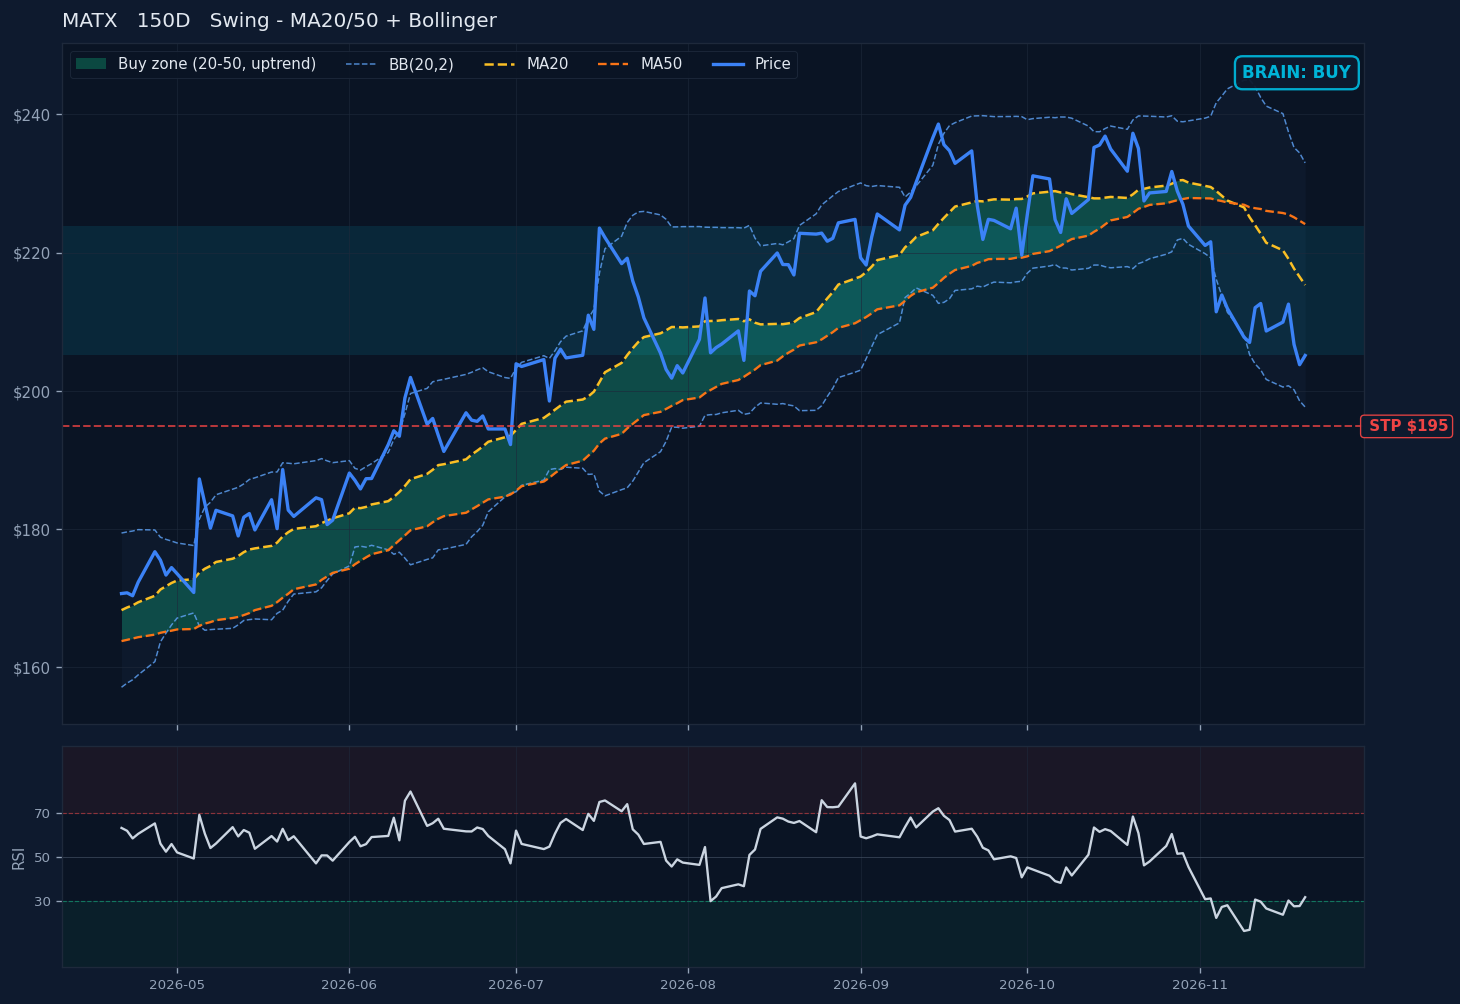 MATX   150D   Swing - MA20/50 + Bollinger
Buy zone (20-50, uptrend)
BB(20,2)
MA20
MA50
Price
BRAIN: BUY
$240
$220
$200
$180
$160
STP $195
70
50
30
RSI
2026-05
2026-06
2026-07
2026-08
2026-09
2026-10
2026-11